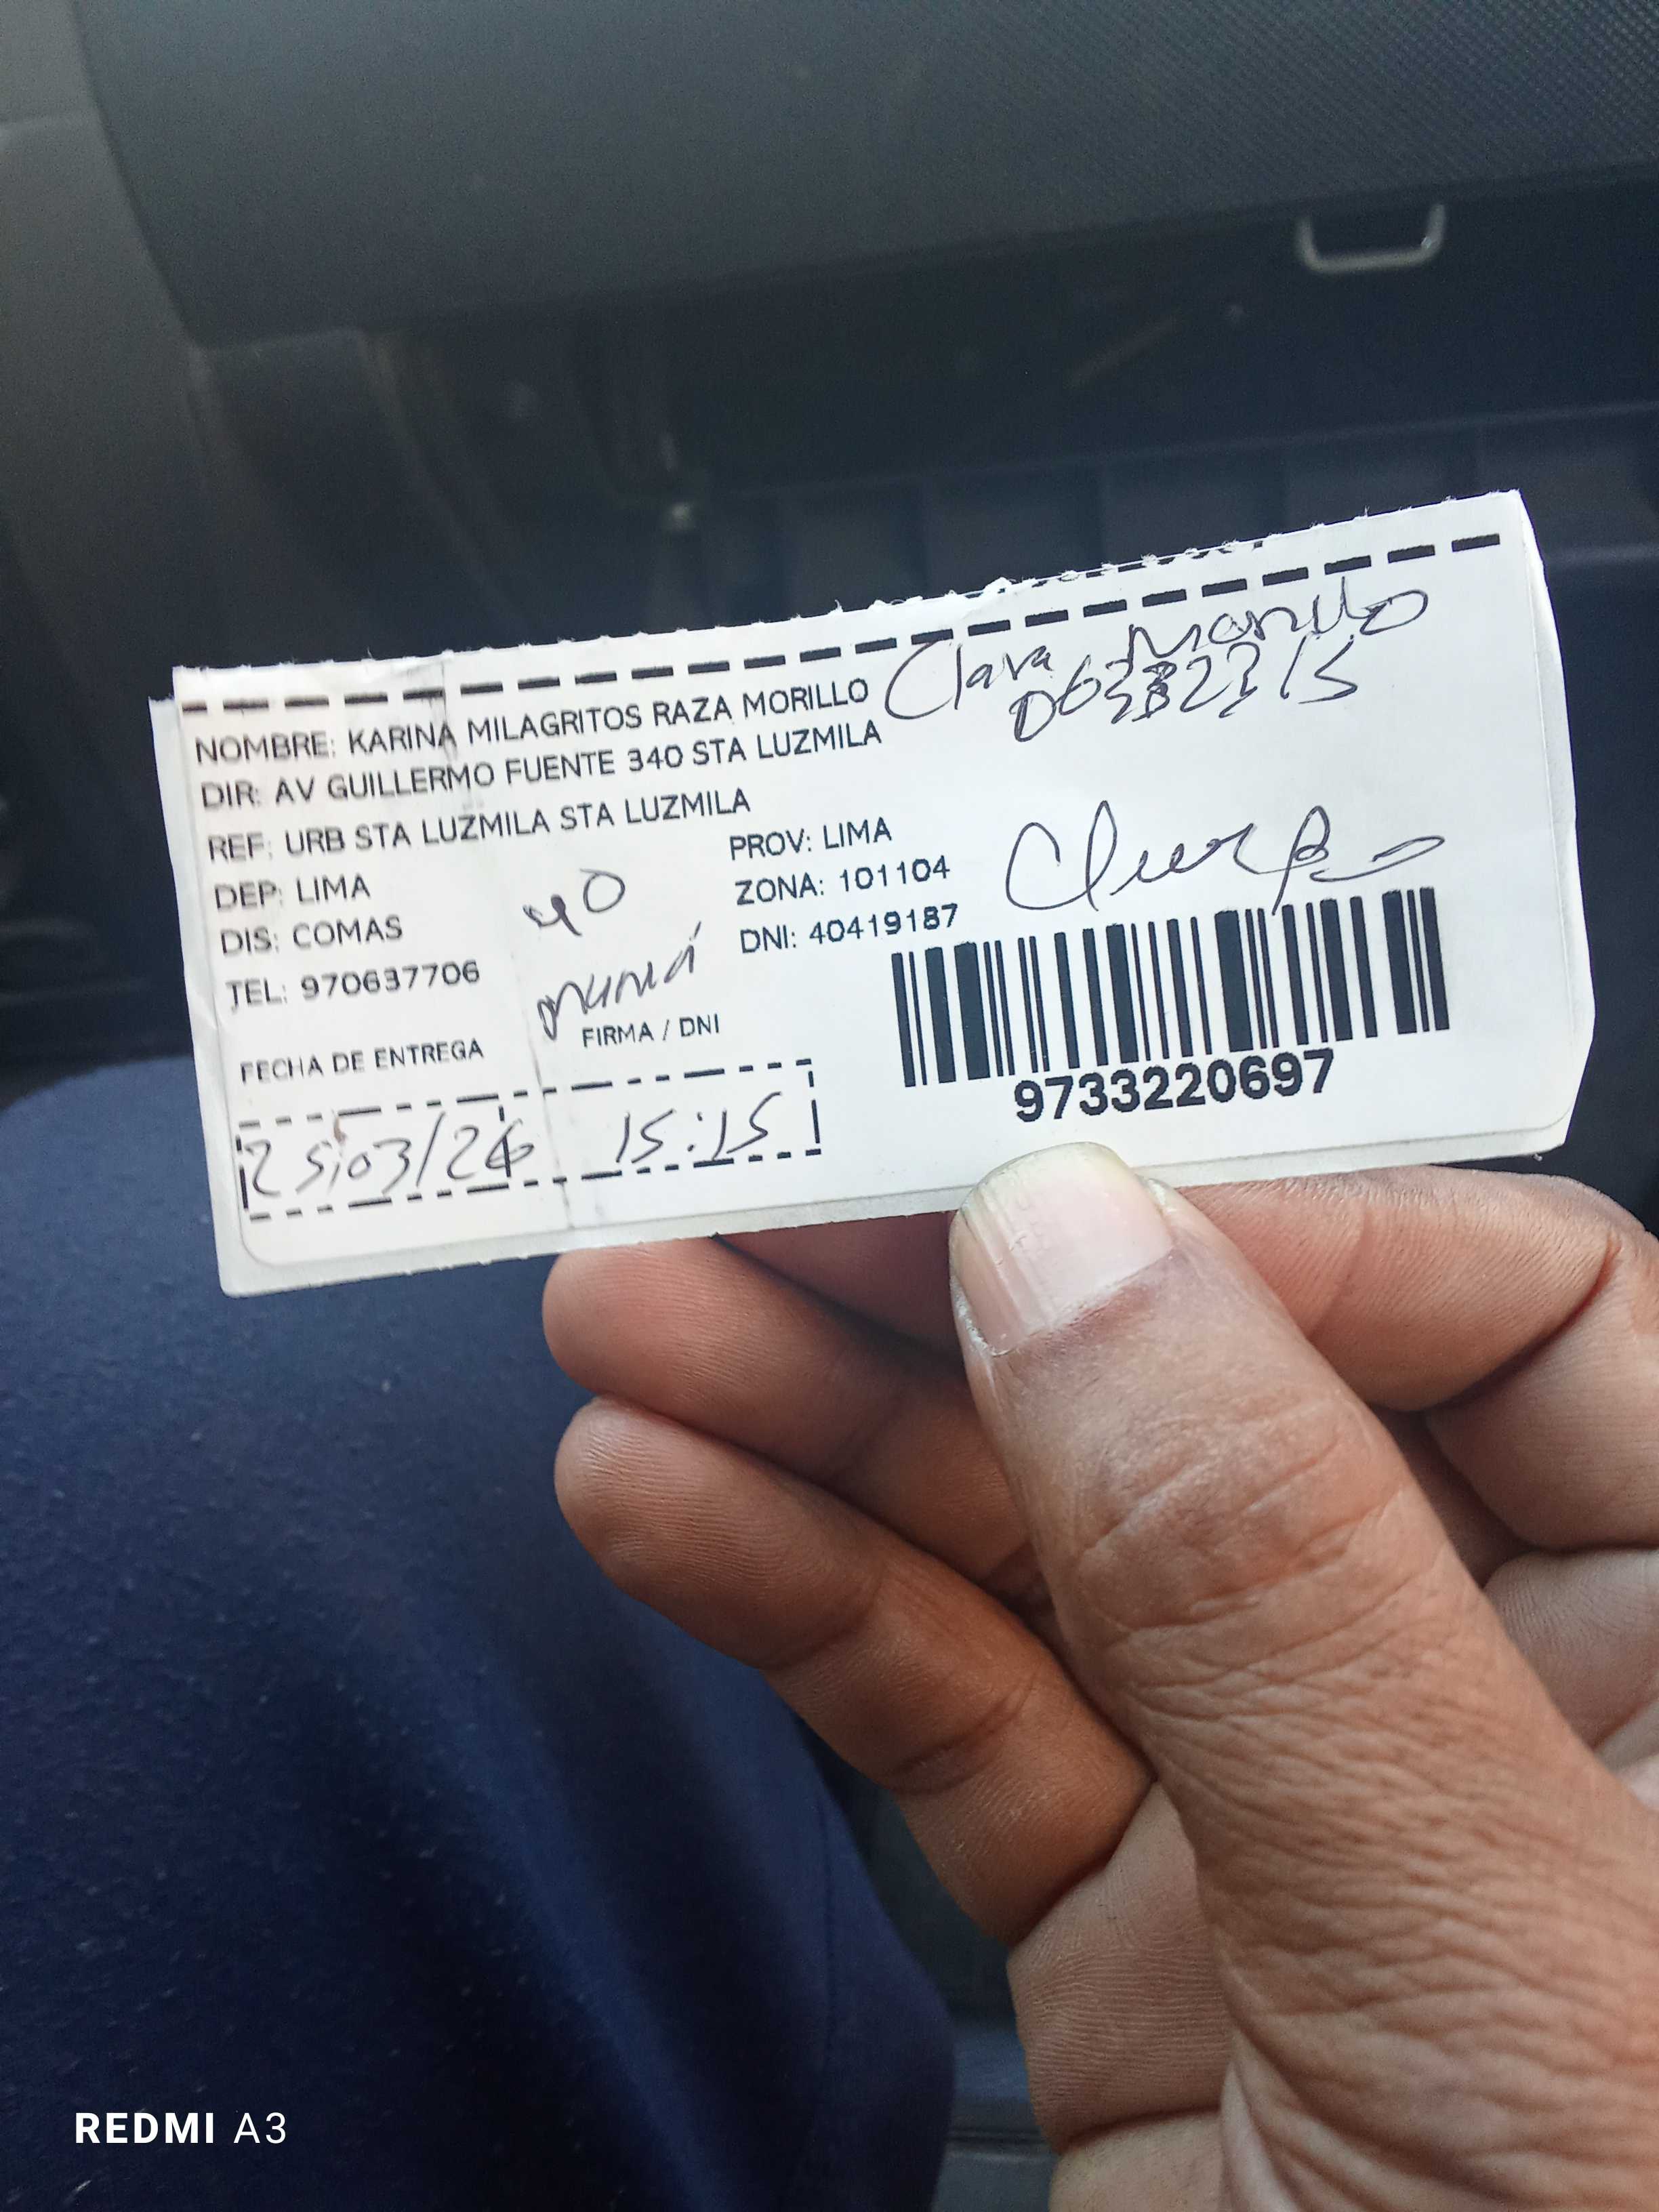 Clara Morillo
NOMBRE: KARINA MILAGRITOS RAZA MORILLO
DIR: AV GUILLERMO FUENTE 340 STA LUZMILA
REF: URB STA LUZMILA STA LUZMILA
DEP: LIMA
PROV: LIMA
DIS: COMAS
ZONA: 101104
TEL: 970637706
DNI: 40419187
mamá
FECHA DE ENTREGA
FIRMA / DNI
25/03/26 15:15
9733220697
REDMI A3